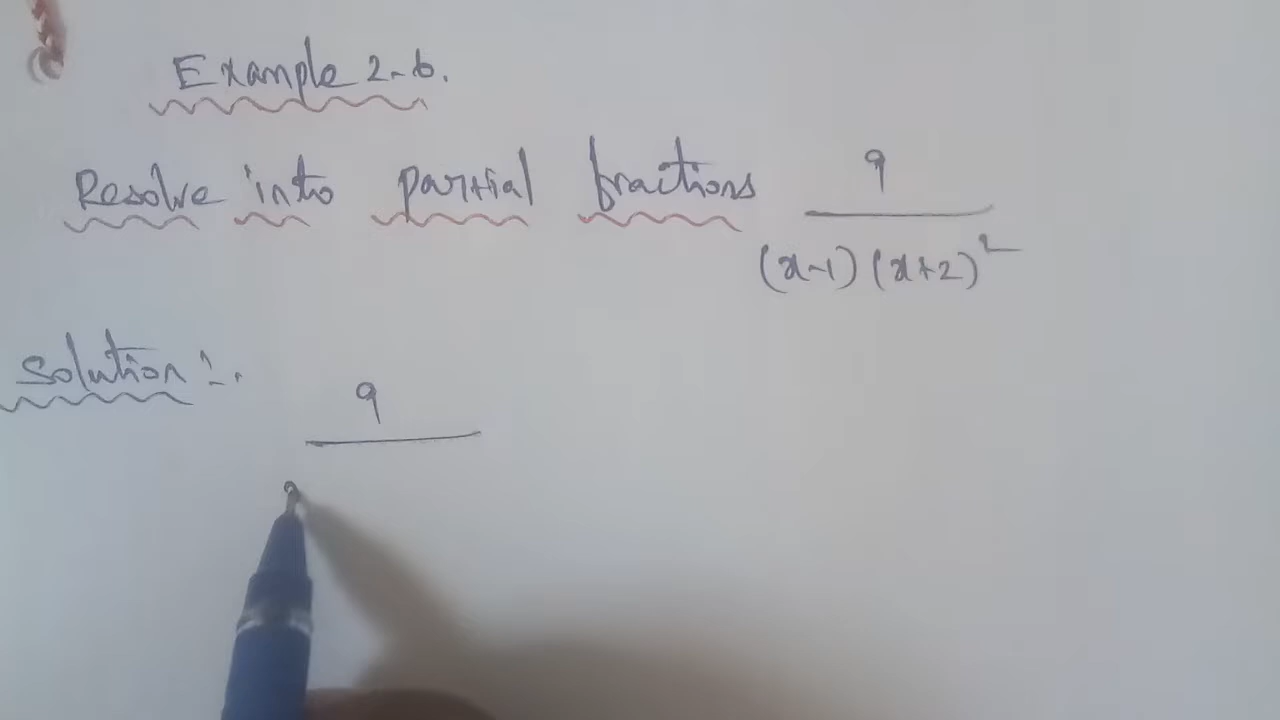 Example 2.6.
Resolve into partial fractions 9
(x-1) (x+2)²
Solution:-
9